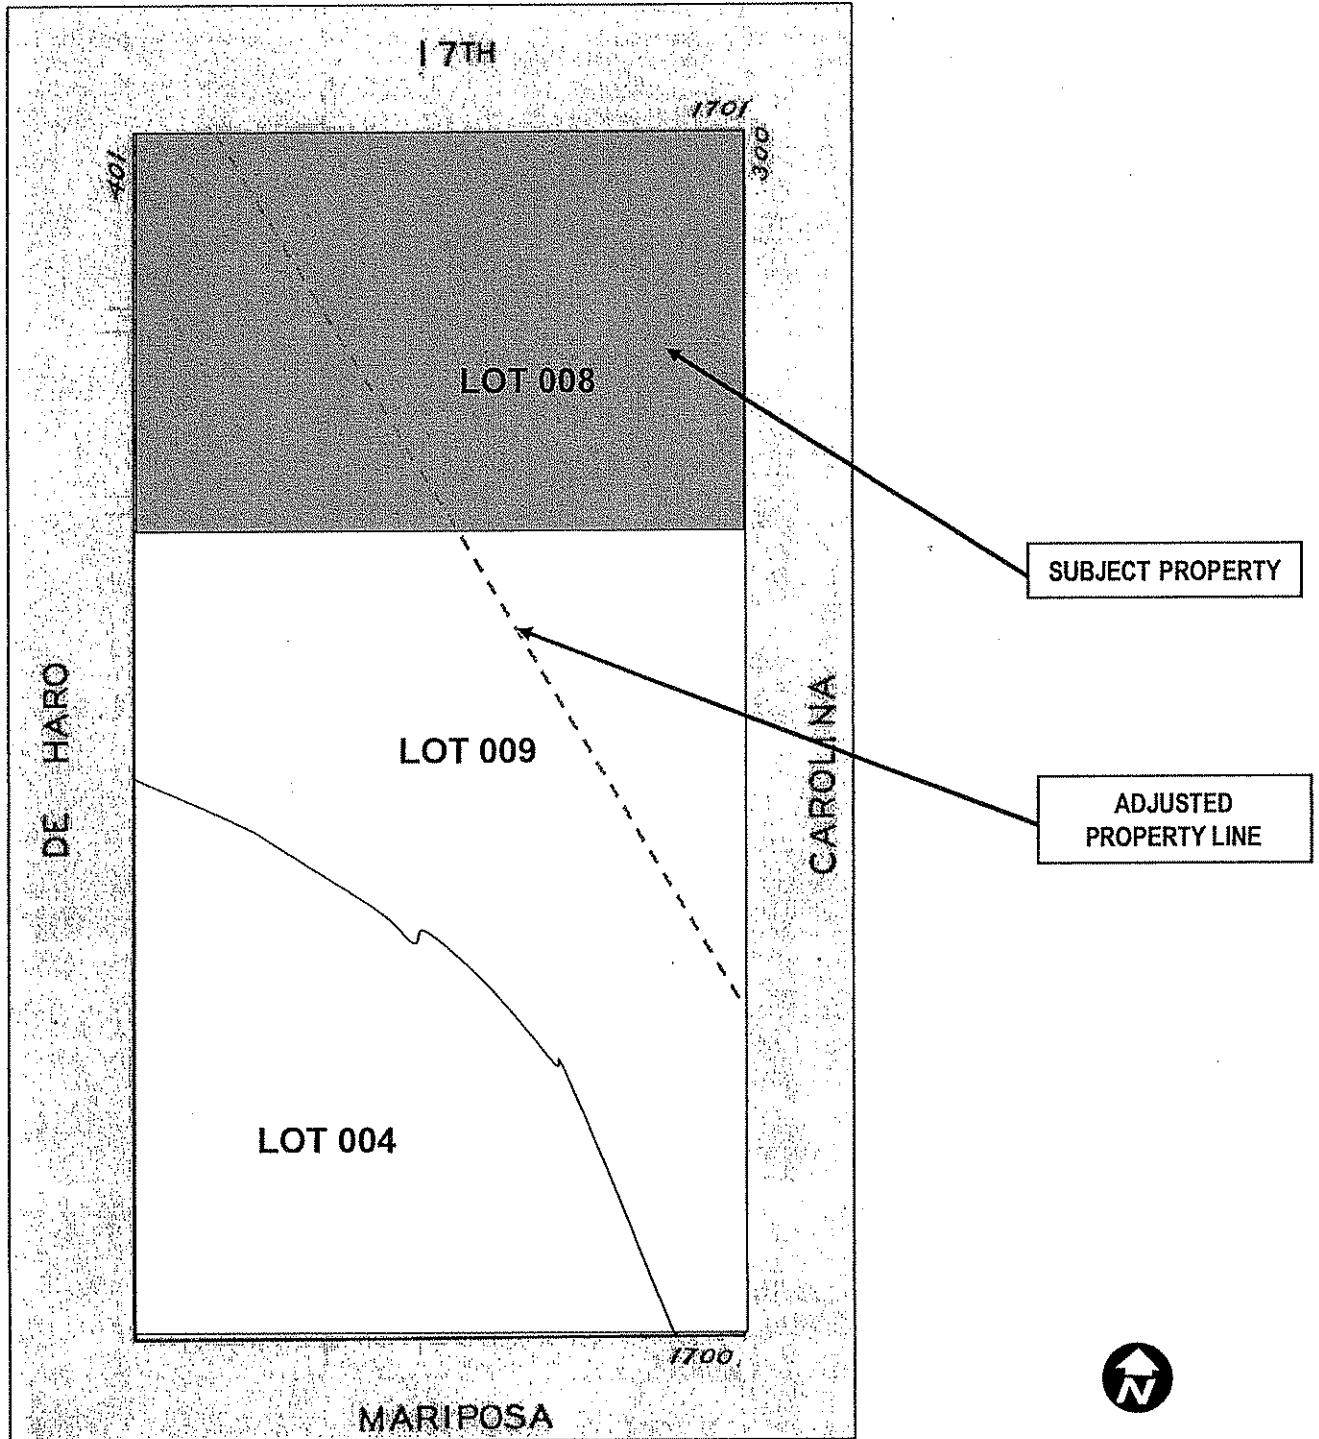 17TH
1701
401
300
LOT 008
SUBJECT PROPERTY
DE HARO
LOT 009
CAROLINA
ADJUSTED
PROPERTY LINE
LOT 004
1700
MARIPOSA
N